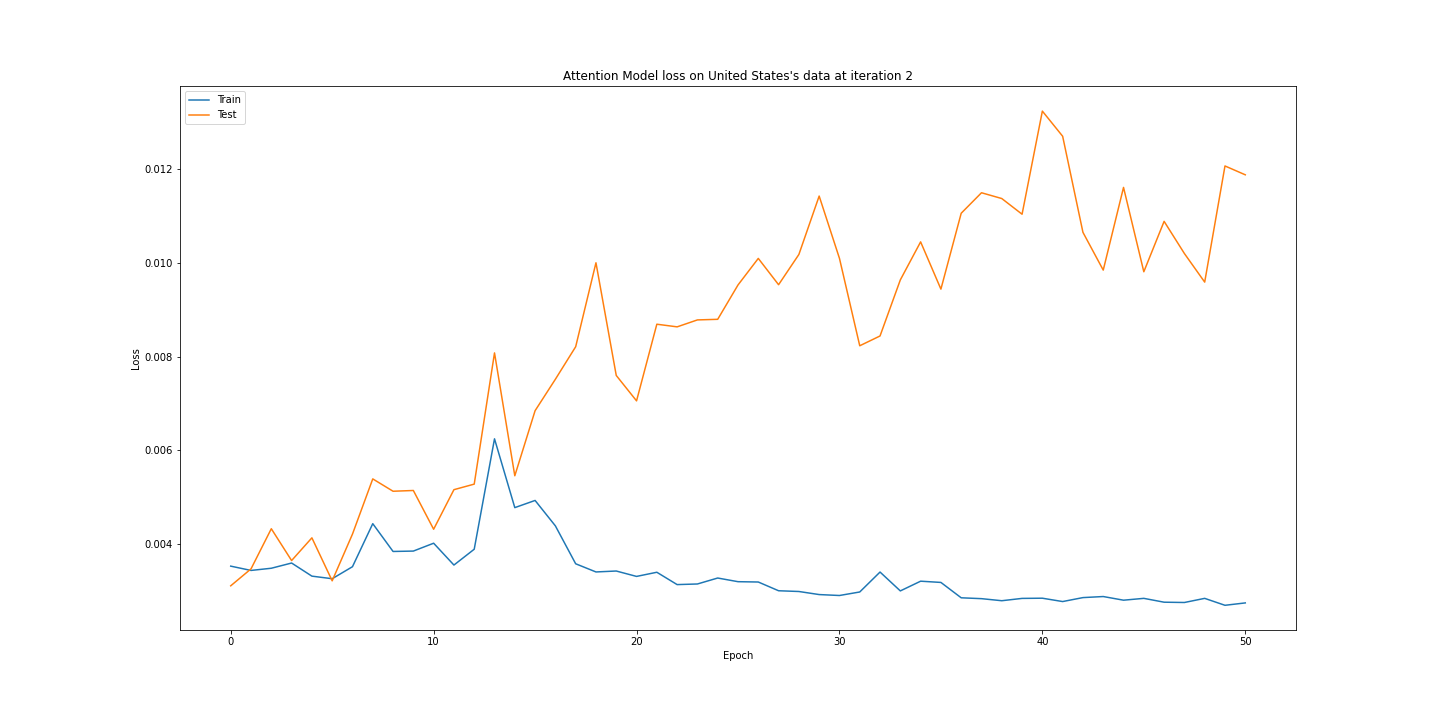 Attention Model loss on United States's data at iteration 2
Train
Test
0.012
0.010
0.008
0.006
0.004
Loss
0
10
20
30
40
50
Epoch